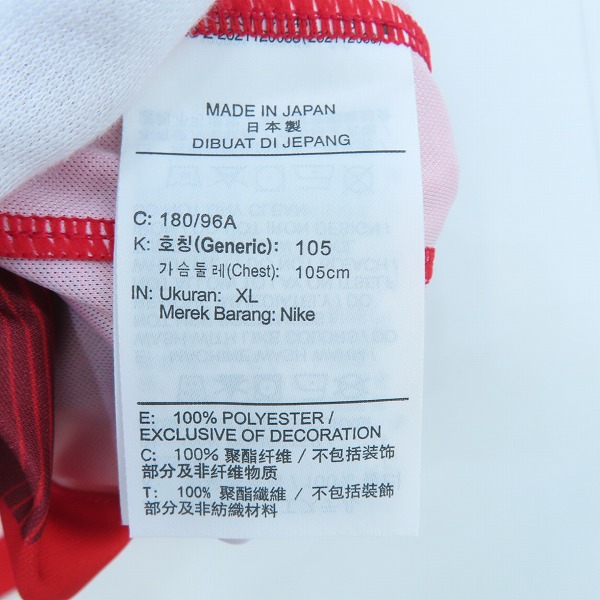 MADE IN JAPAN
日本製
DIBUAT DI JEPANG
C: 180/96A
K: 호칭(Generic): 105
가슴둘레(Chest): 105cm
IN: Ukuran: XL
Merek Barang: Nike
E: 100% POLYESTER /
EXCLUSIVE OF DECORATION
C: 100% 聚酯纤维 / 不包括装饰
部分及非纤维物质
T: 100% 聚酯纖維 / 不包括裝飾
部分及非紡織材料